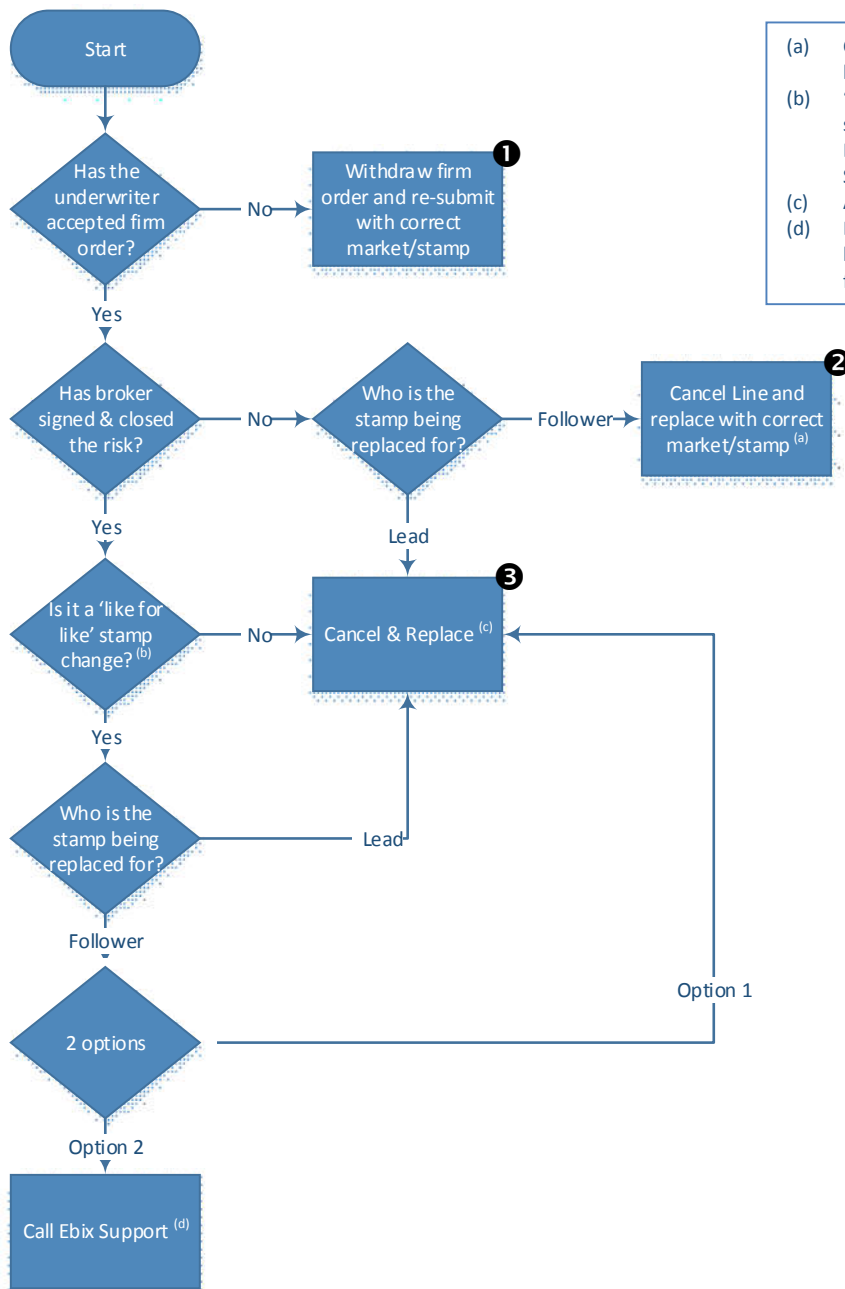 Start
Has the
underwriter
accepted firm
order?
No
❶
Withdraw firm
order and re-submit
with correct
market/stamp
Yes
Has broker
signed & closed
the risk?
No
Who is the
stamp being
replaced for?
Follower
❷
Cancel Line and
replace with correct
market/stamp (a)
Yes
Lead
Is it a ‘like for
like’ stamp
change? (b)
No
❸
Cancel & Replace (c)
Yes
Who is the
stamp being
replaced for?
Lead
Follower
2 options
Option 1
Option 2
Call Ebix Support (d)
(a)
(b)
(c)
(d)